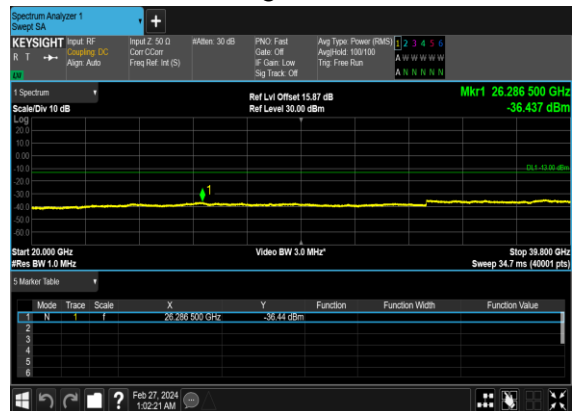 Spectrum Analyzer 1
Swept SA
+
KEYSIGHT Input: RF Input Z: 50 Ω #Atten: 30 dB PNO: Fast Avg Type: Power (RMS) 1 2 3 4 5 6
R T Coupling: DC Corr CCorr Gate: Off Avg|Hold: 100/100 A W W W W W
Align: Auto Freq Ref: Int (S) IF Gain: Low Trig: Free Run
Sig Track: Off A N N N N N
1 Spectrum Ref Lvl Offset 15.87 dB Mkr1 26.286 500 GHz
Scale/Div 10 dB Ref Level 30.00 dBm -36.437 dBm
Log
20.0
10.0
0.00
-10.0 DL1 -13.00 dBm
-20.0
-30.0 1
-40.0
-50.0
-60.0
Start 20.000 GHz Video BW 3.0 MHz* Stop 39.800 GHz
#Res BW 1.0 MHz Sweep 34.7 ms (40001 pts)
5 Marker Table
Mode Trace Scale X Y Function Function Width Function Value
1 N 1 f 26.286 500 GHz -36.44 dBm
2
3
4
5
6
? Feb 27, 2024
1:02:21 AM